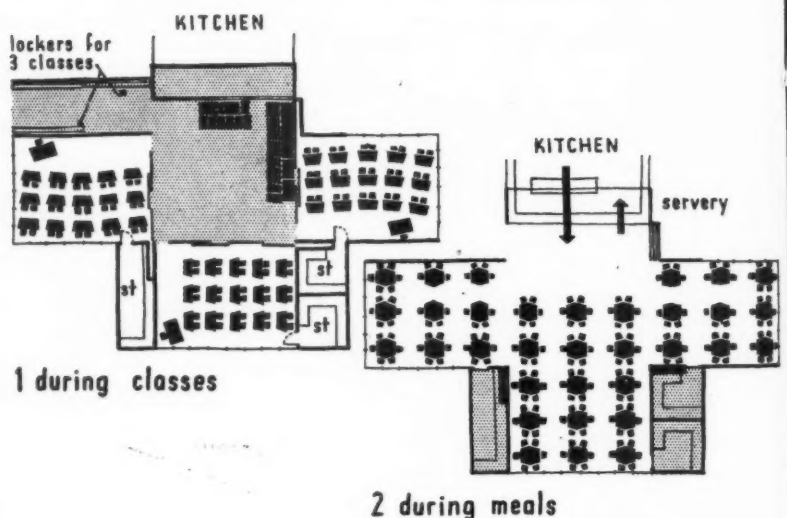 KITCHEN
lockers for
3 classes
st
st
st
1 during classes
KITCHEN
servery
2 during meals